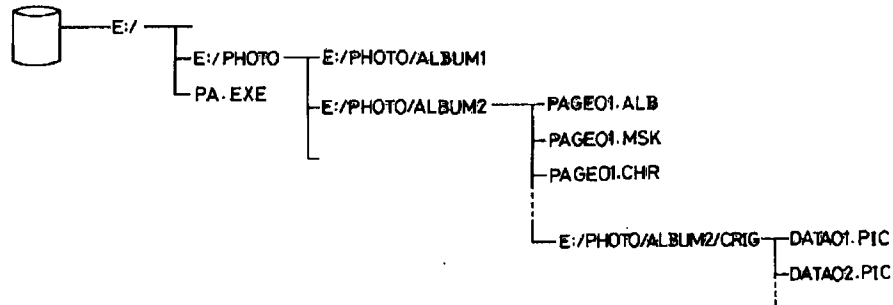 E:/
E:/PHOTO
E:/PHOTO/ALBUM1
PA.EXE
E:/PHOTO/ALBUM2
PAGE01.ALB
PAGE01.MSK
PAGE01.CHR
E:/PHOTO/ALBUM2/CRIG
DATA01.PIC
DATA02.PIC